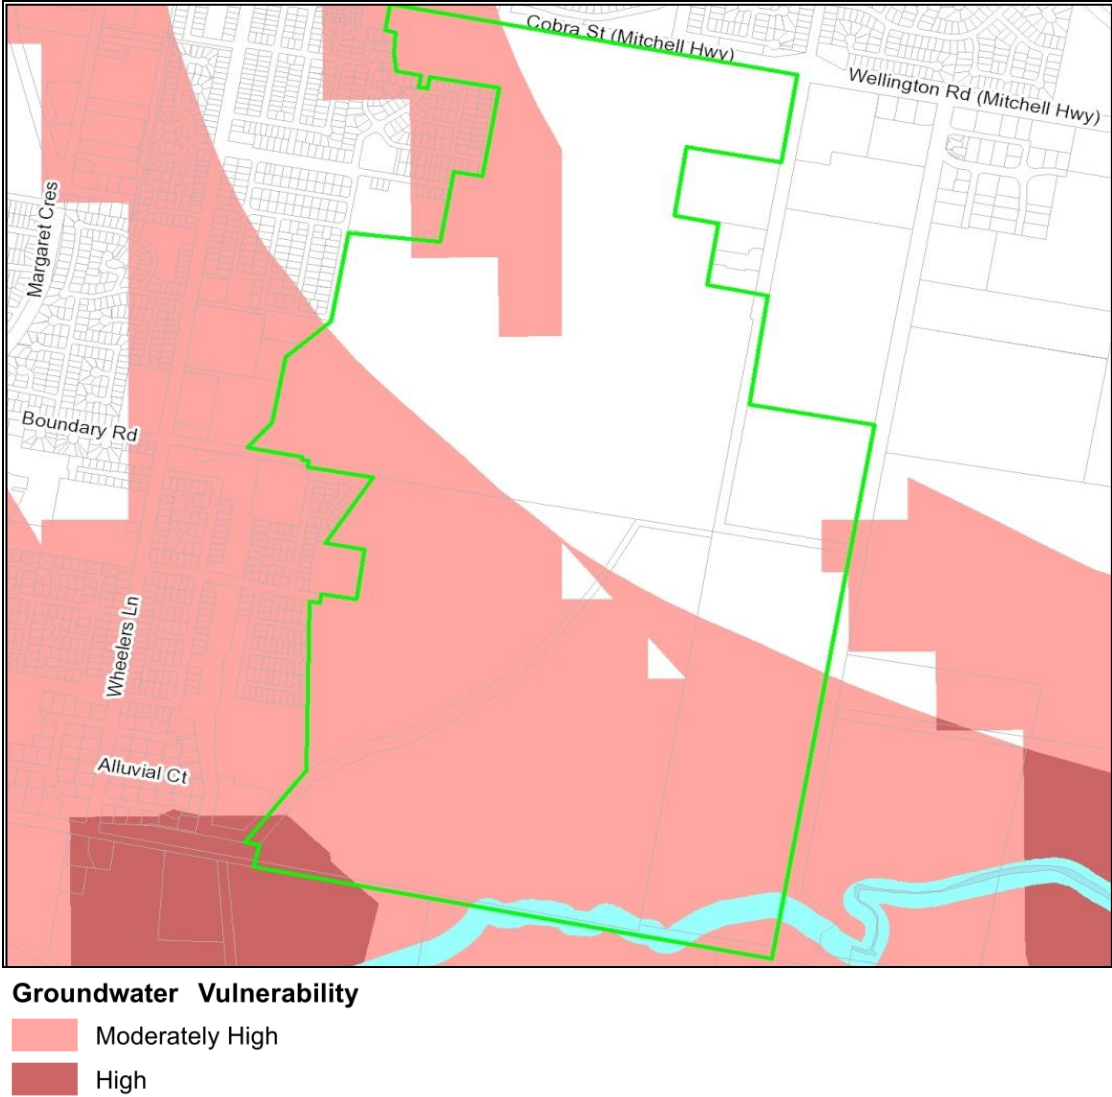 Cobra St (Mitchell Hwy)
Wellington Rd (Mitchell Hwy)
Margaret Cres
Boundary Rd
Wheelers Ln
Alluvial Ct
Groundwater Vulnerability
Moderately High
High